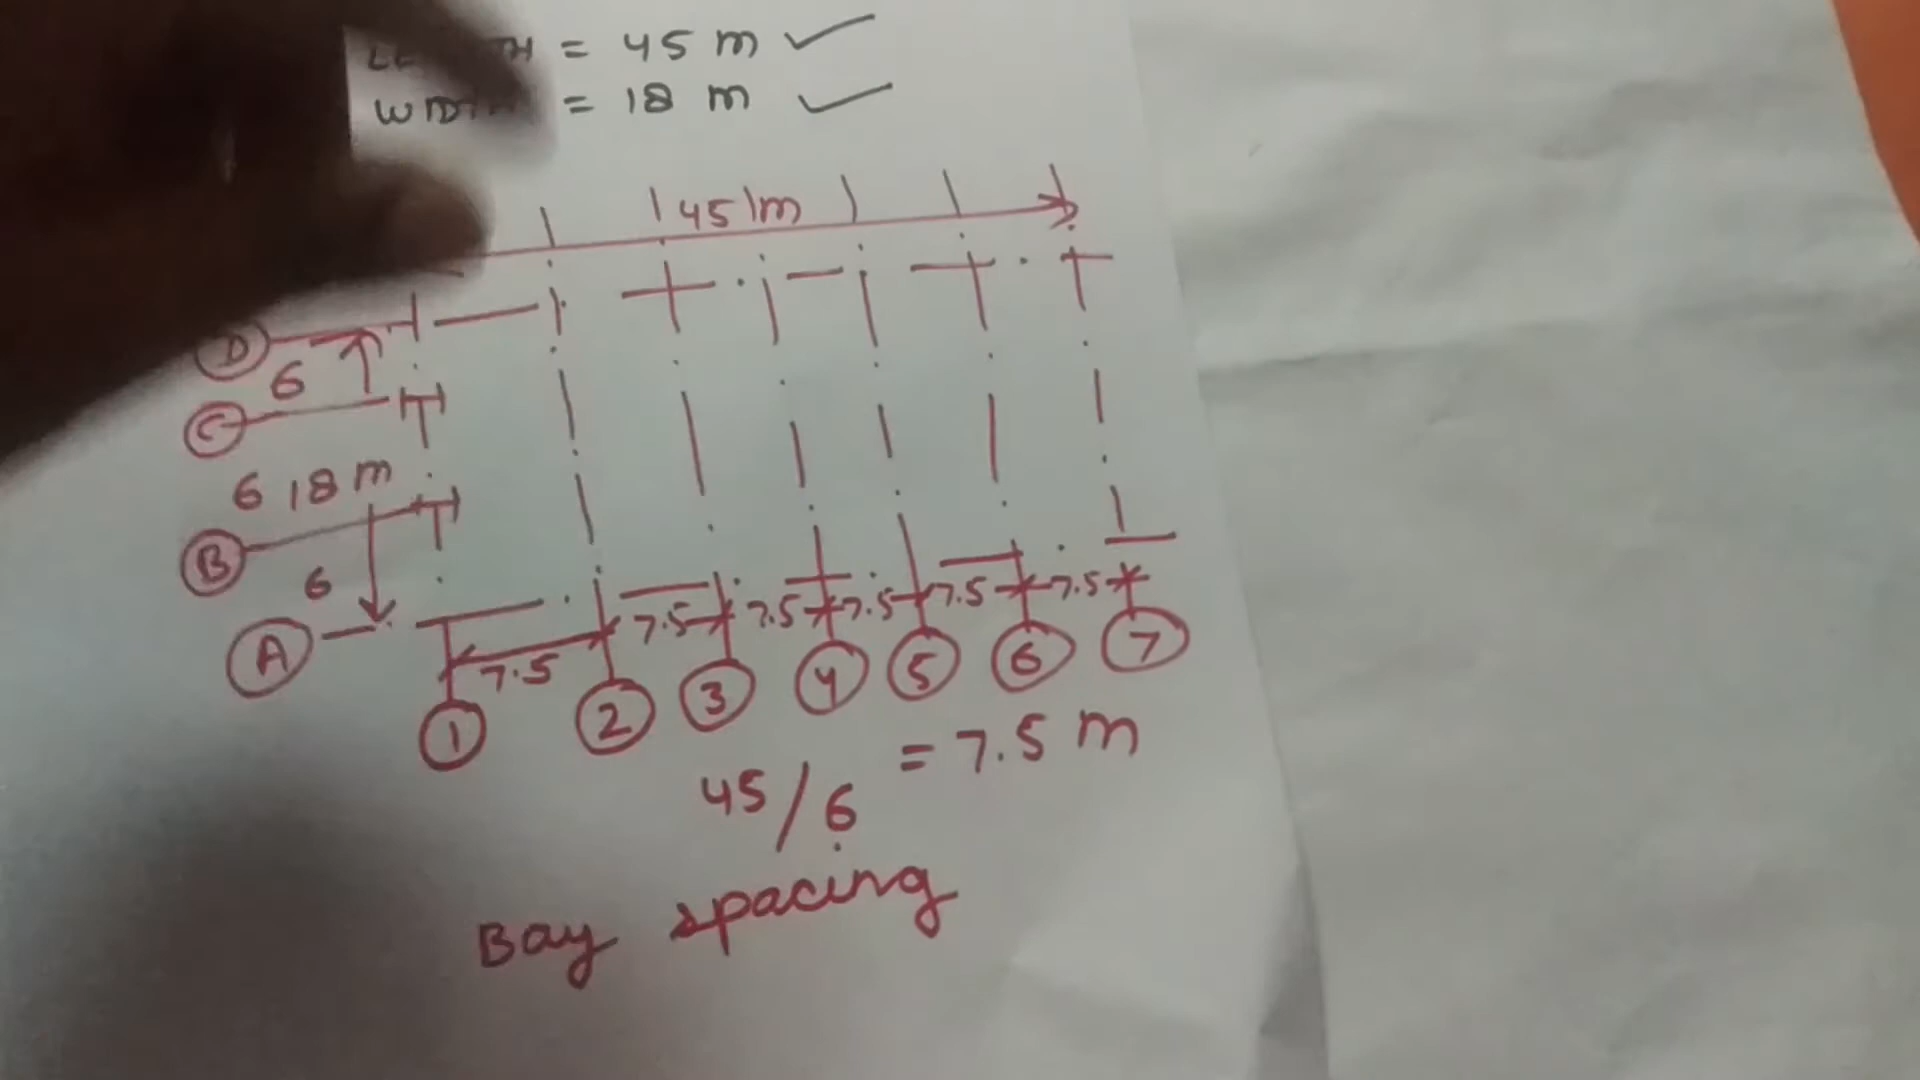 = 45 m
WIDTH = 18 m
45 m
D
6
C
6 18 m
B
6
A
7.5 7.5 7.5 7.5 7.5 7.5
1 2 3 4 5 6 7
45/6 = 7.5 m
Bay spacing